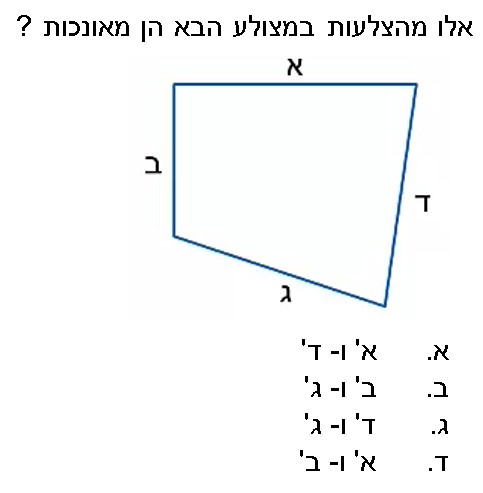 אלו מהצלעות במצולע הבא הן מאונכות ?
א
ב
ד
ג
א. א' ו- ד'
ב. ב' ו- ג'
ג. ד' ו- ג'
ד. א' ו- ב'